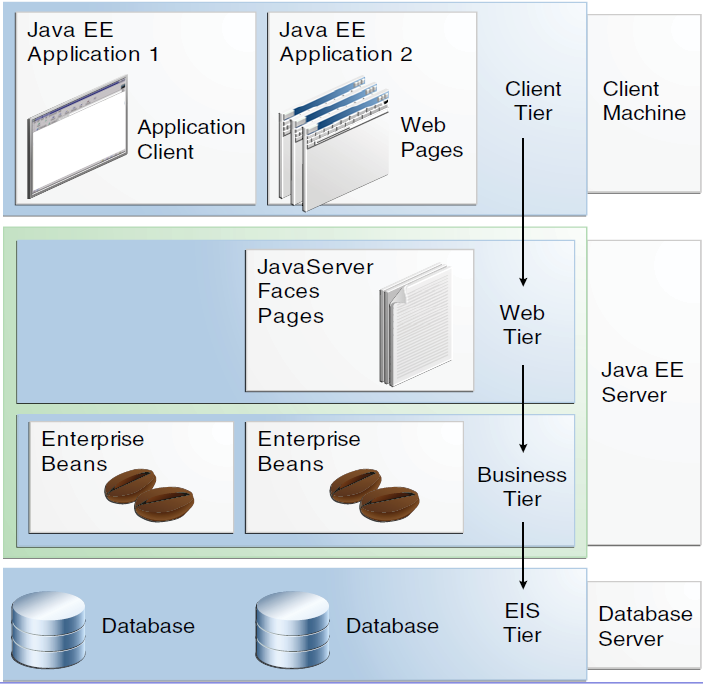 Java EE
Application 1
Application
Client
Java EE
Application 2
Web
Pages
Client
Tier
Client
Machine
JavaServer
Faces
Pages
Web
Tier
Java EE
Server
Enterprise
Beans
Enterprise
Beans
Business
Tier
Database
Database
EIS
Tier
Database
Server